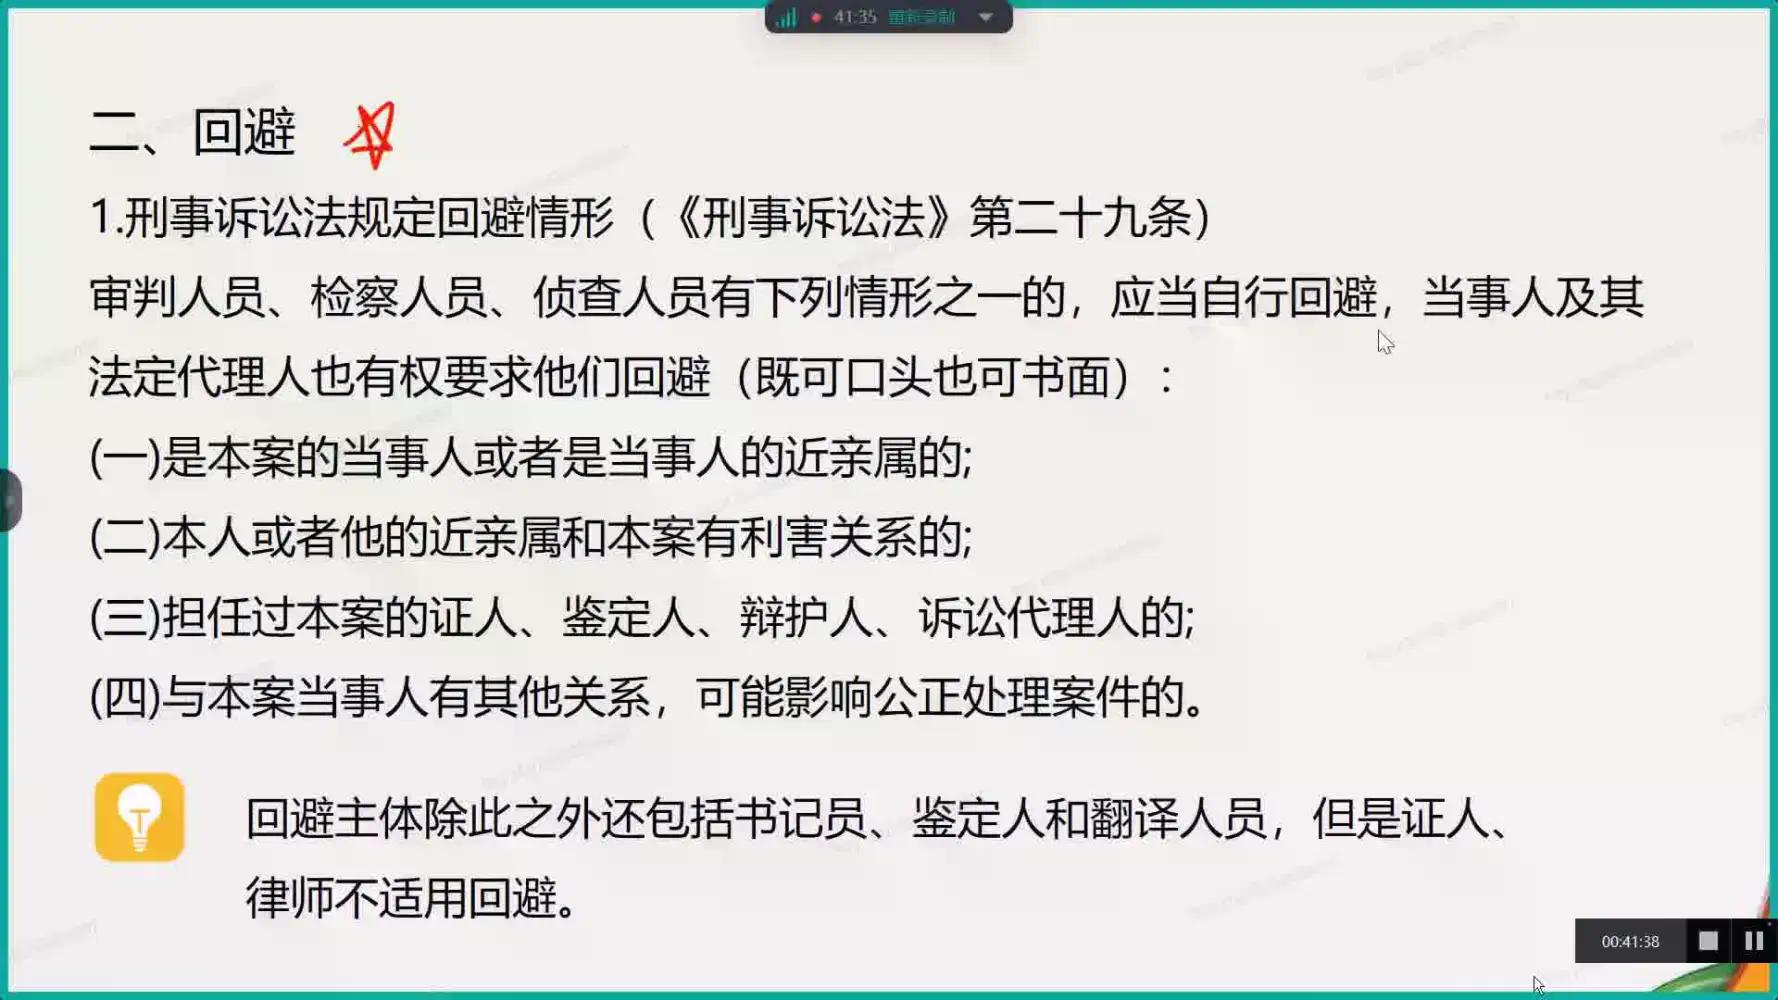 41:35 重新录制
二、回避
1.刑事诉讼法规定回避情形（《刑事诉讼法》第二十九条）
审判人员、检察人员、侦查人员有下列情形之一的，应当自行回避，当事人及其
法定代理人也有权要求他们回避（既可口头也可书面）：
(一)是本案的当事人或者是当事人的近亲属的;
(二)本人或者他的近亲属和本案有利害关系的;
(三)担任过本案的证人、鉴定人、辩护人、诉讼代理人的;
(四)与本案当事人有其他关系，可能影响公正处理案件的。
回避主体除此之外还包括书记员、鉴定人和翻译人员，但是证人、
律师不适用回避。
00:41:38